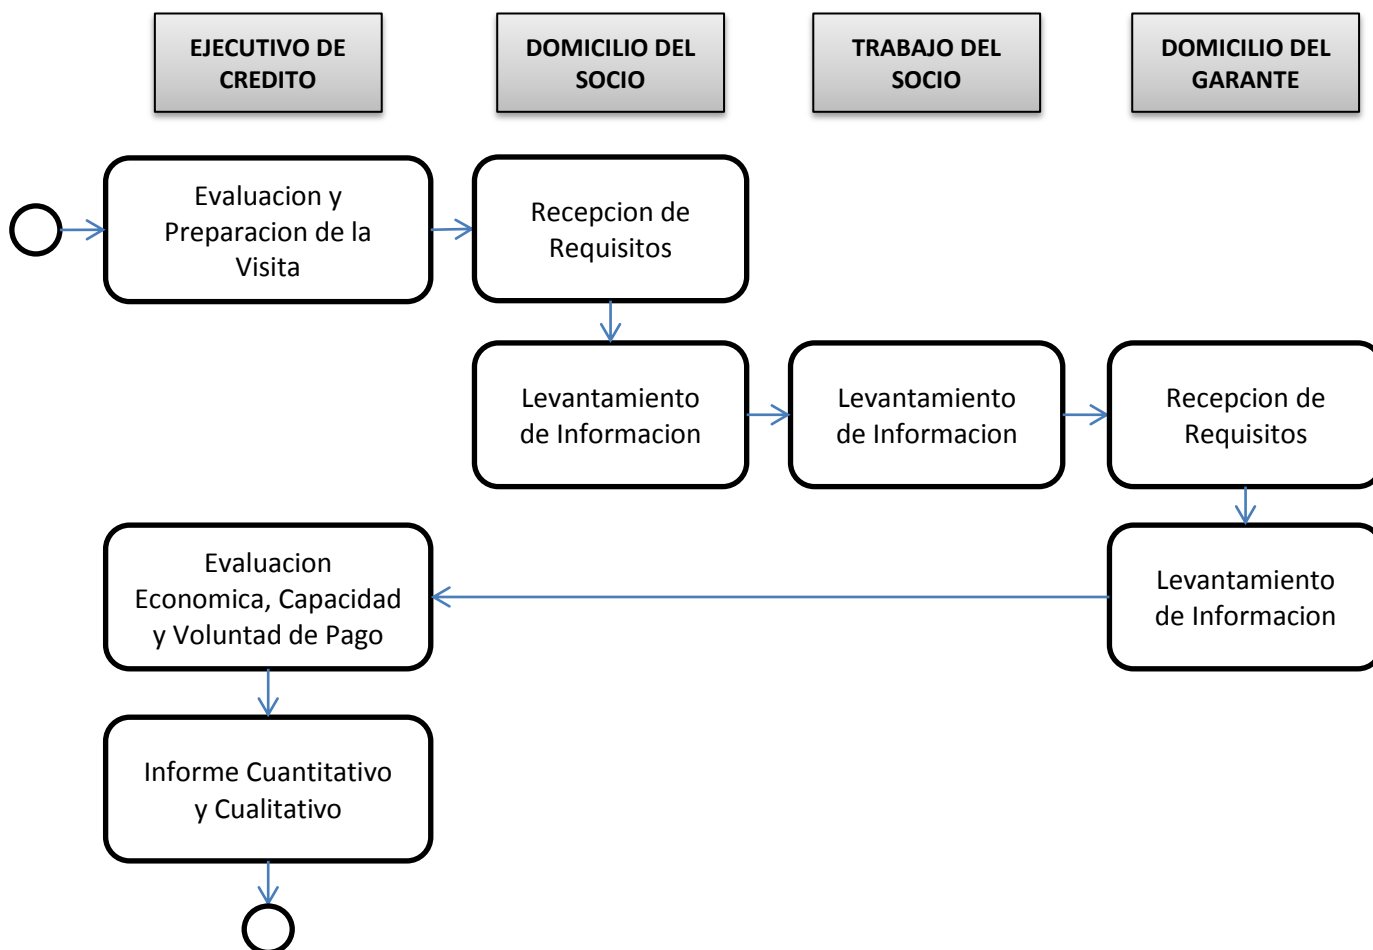 EJECUTIVO DE
CREDITO
DOMICILIO DEL
SOCIO
TRABAJO DEL
SOCIO
DOMICILIO DEL
GARANTE
Evaluacion y
Preparacion de la
Visita
Recepcion de
Requisitos
Levantamiento
de Informacion
Levantamiento
de Informacion
Recepcion de
Requisitos
Levantamiento
de Informacion
Evaluacion
Economica, Capacidad
y Voluntad de Pago
Informe Cuantitativo
y Cualitativo